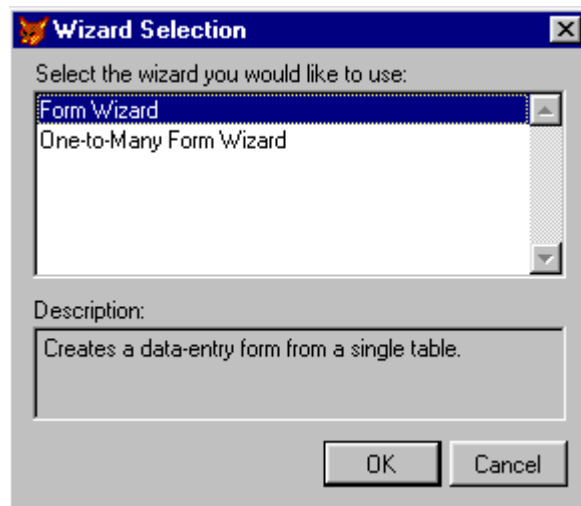 Wizard Selection
Select the wizard you would like to use:
Form Wizard
One-to-Many Form Wizard
Description:
Creates a data-entry form from a single table.
OK Cancel